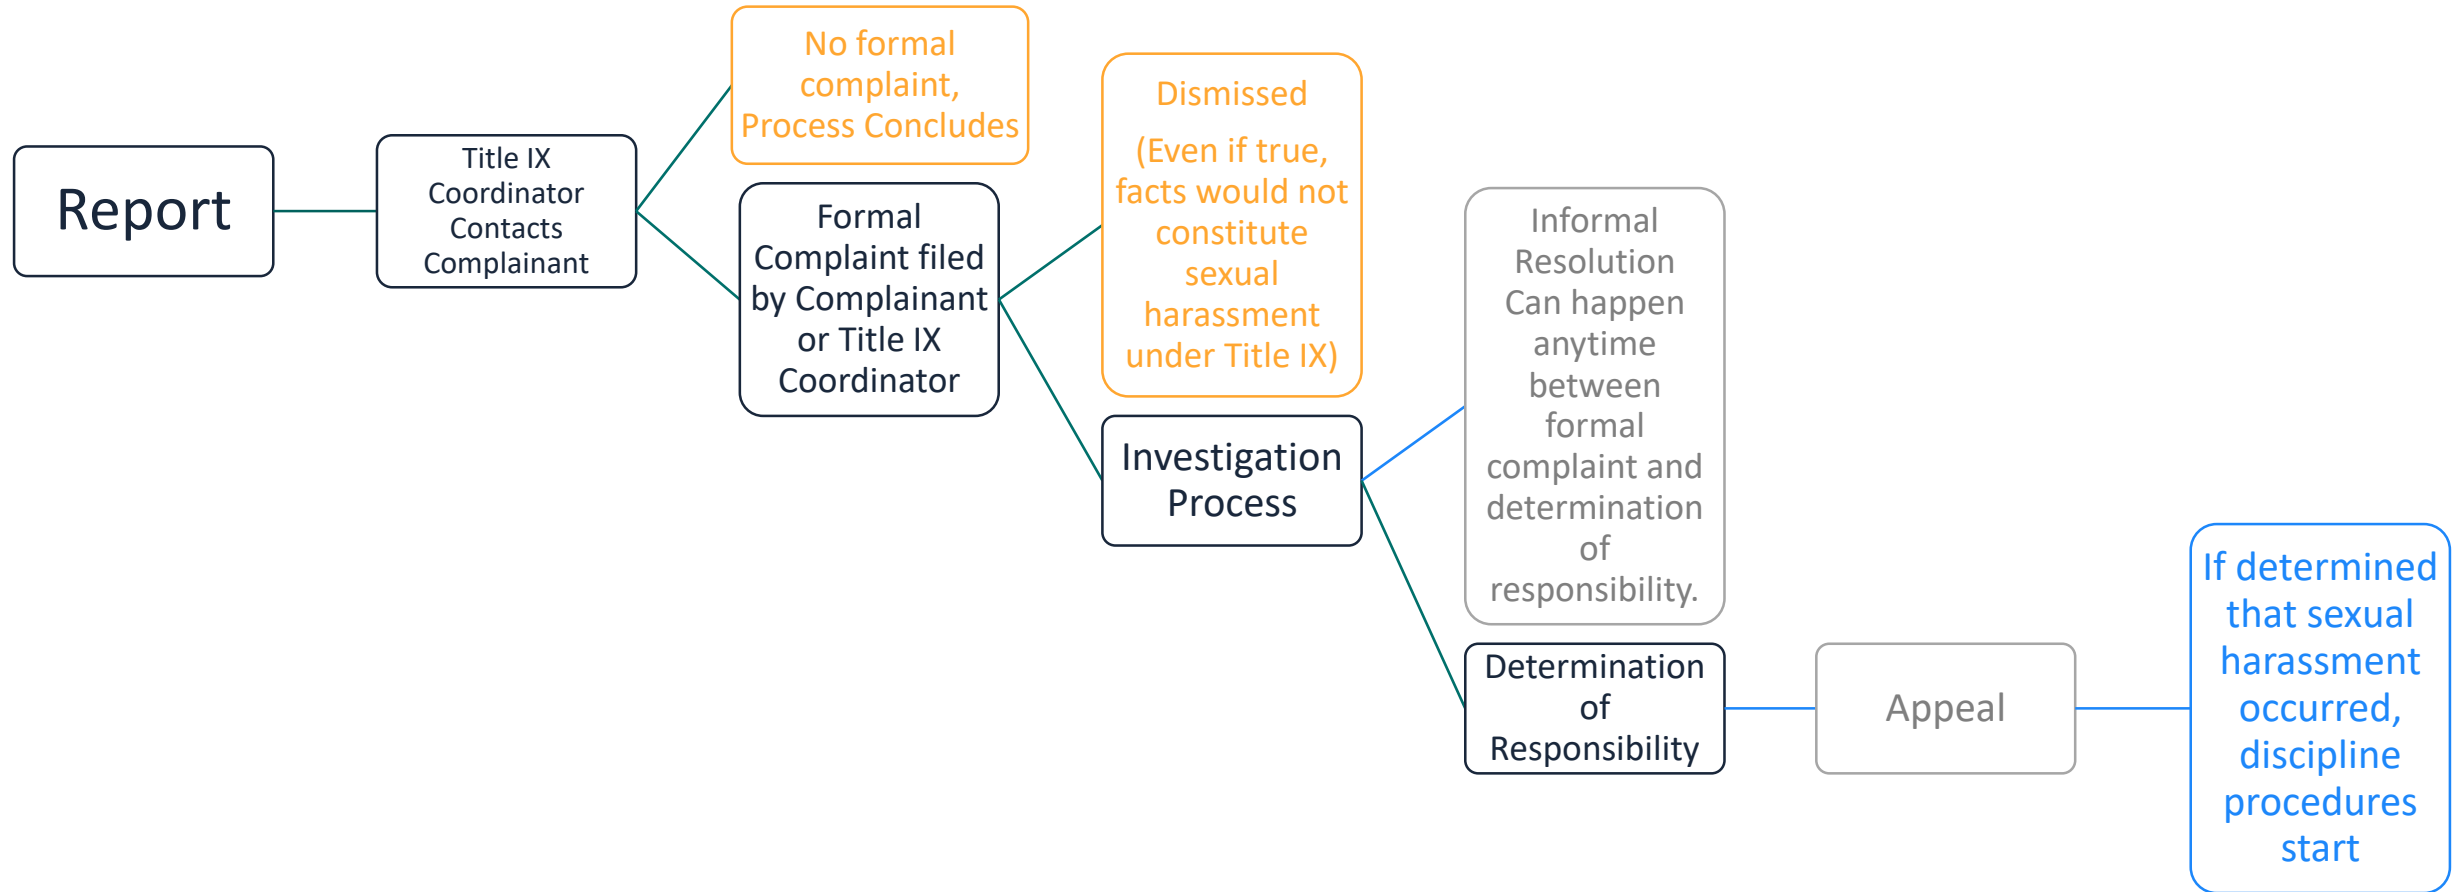 Report
Title IX
Coordinator
Contacts
Complainant
No formal
complaint,
Process Concludes
Formal
Complaint filed
by Complainant
or Title IX
Coordinator
Dismissed
(Even if true,
facts would not
constitute
sexual
harassment
under Title IX)
Investigation
Process
Informal
Resolution
Can happen
anytime
between
formal
complaint and
determination
of
responsibility.
Determination
of
Responsibility
Appeal
If determined
that sexual
harassment
occurred,
discipline
procedures
start